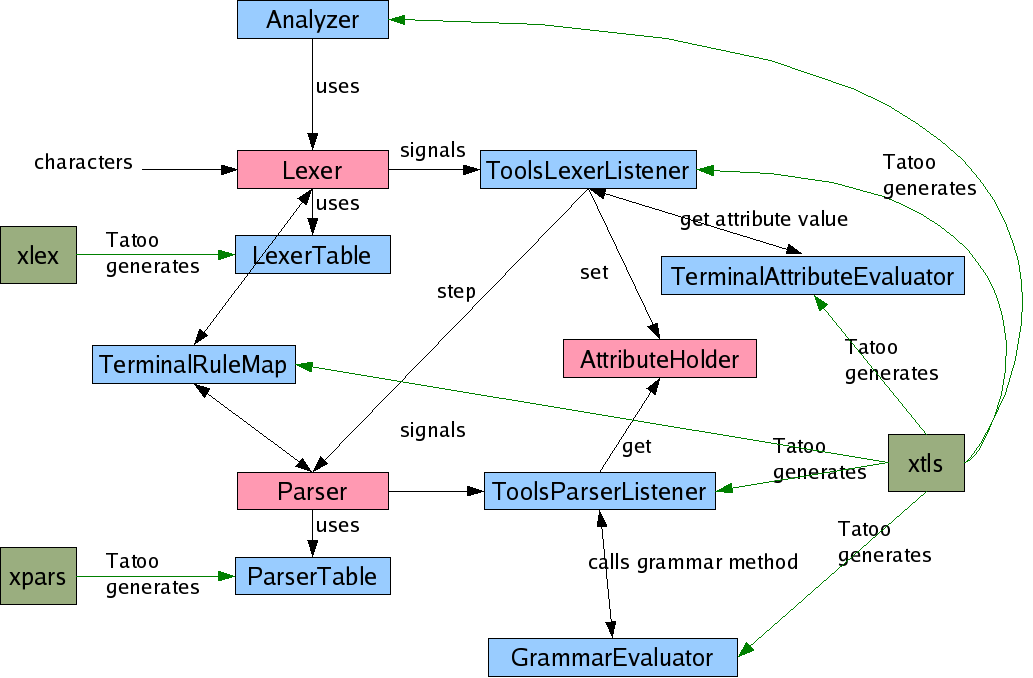 Analyzer
uses
characters
Lexer
signals
ToolsLexerListener
Tatoo
generates
uses
get attribute value
xlex
Tatoo
generates
LexerTable
TerminalAttributeEvaluator
set
step
TerminalRuleMap
AttributeHolder
Tatoo
generates
signals
get
Tatoo
generates
xtls
Parser
ToolsParserListener
uses
Tatoo
generates
xpars
Tatoo
generates
ParserTable
calls grammar method
GrammarEvaluator